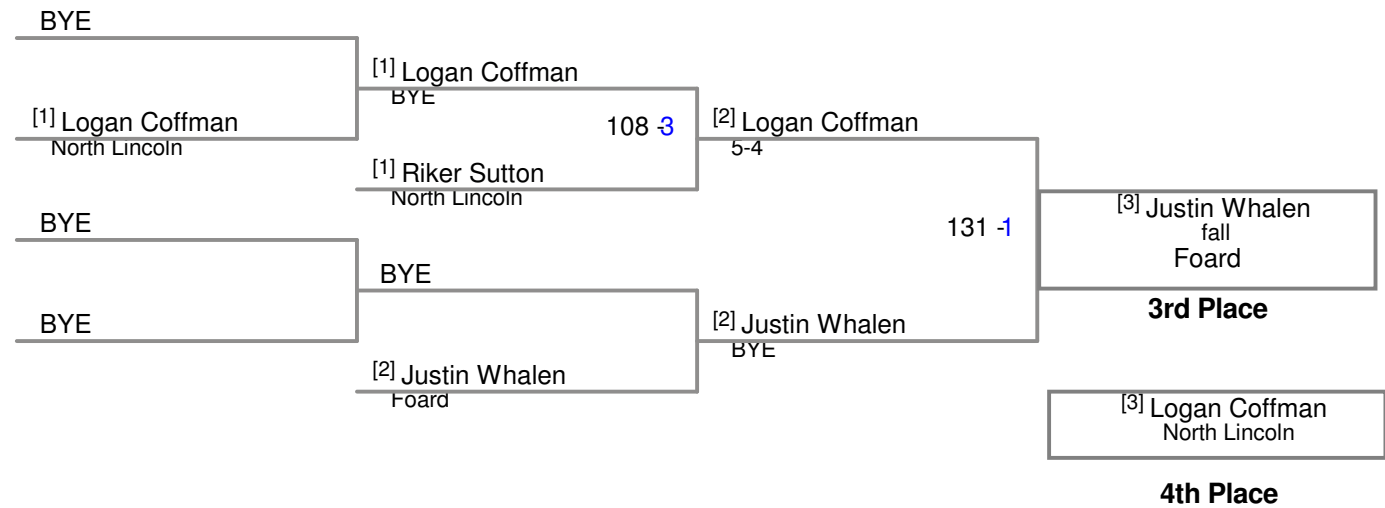 BYE
[1] Logan Coffman
BYE
[1] Logan Coffman
North Lincoln
108 -3
[2] Logan Coffman
5-4
[1] Riker Sutton
North Lincoln
BYE
131 -1
[3] Justin Whalen
fall
Foard
BYE
3rd Place
BYE
[2] Justin Whalen
BYE
[2] Justin Whalen
Foard
[3] Logan Coffman
North Lincoln
4th Place